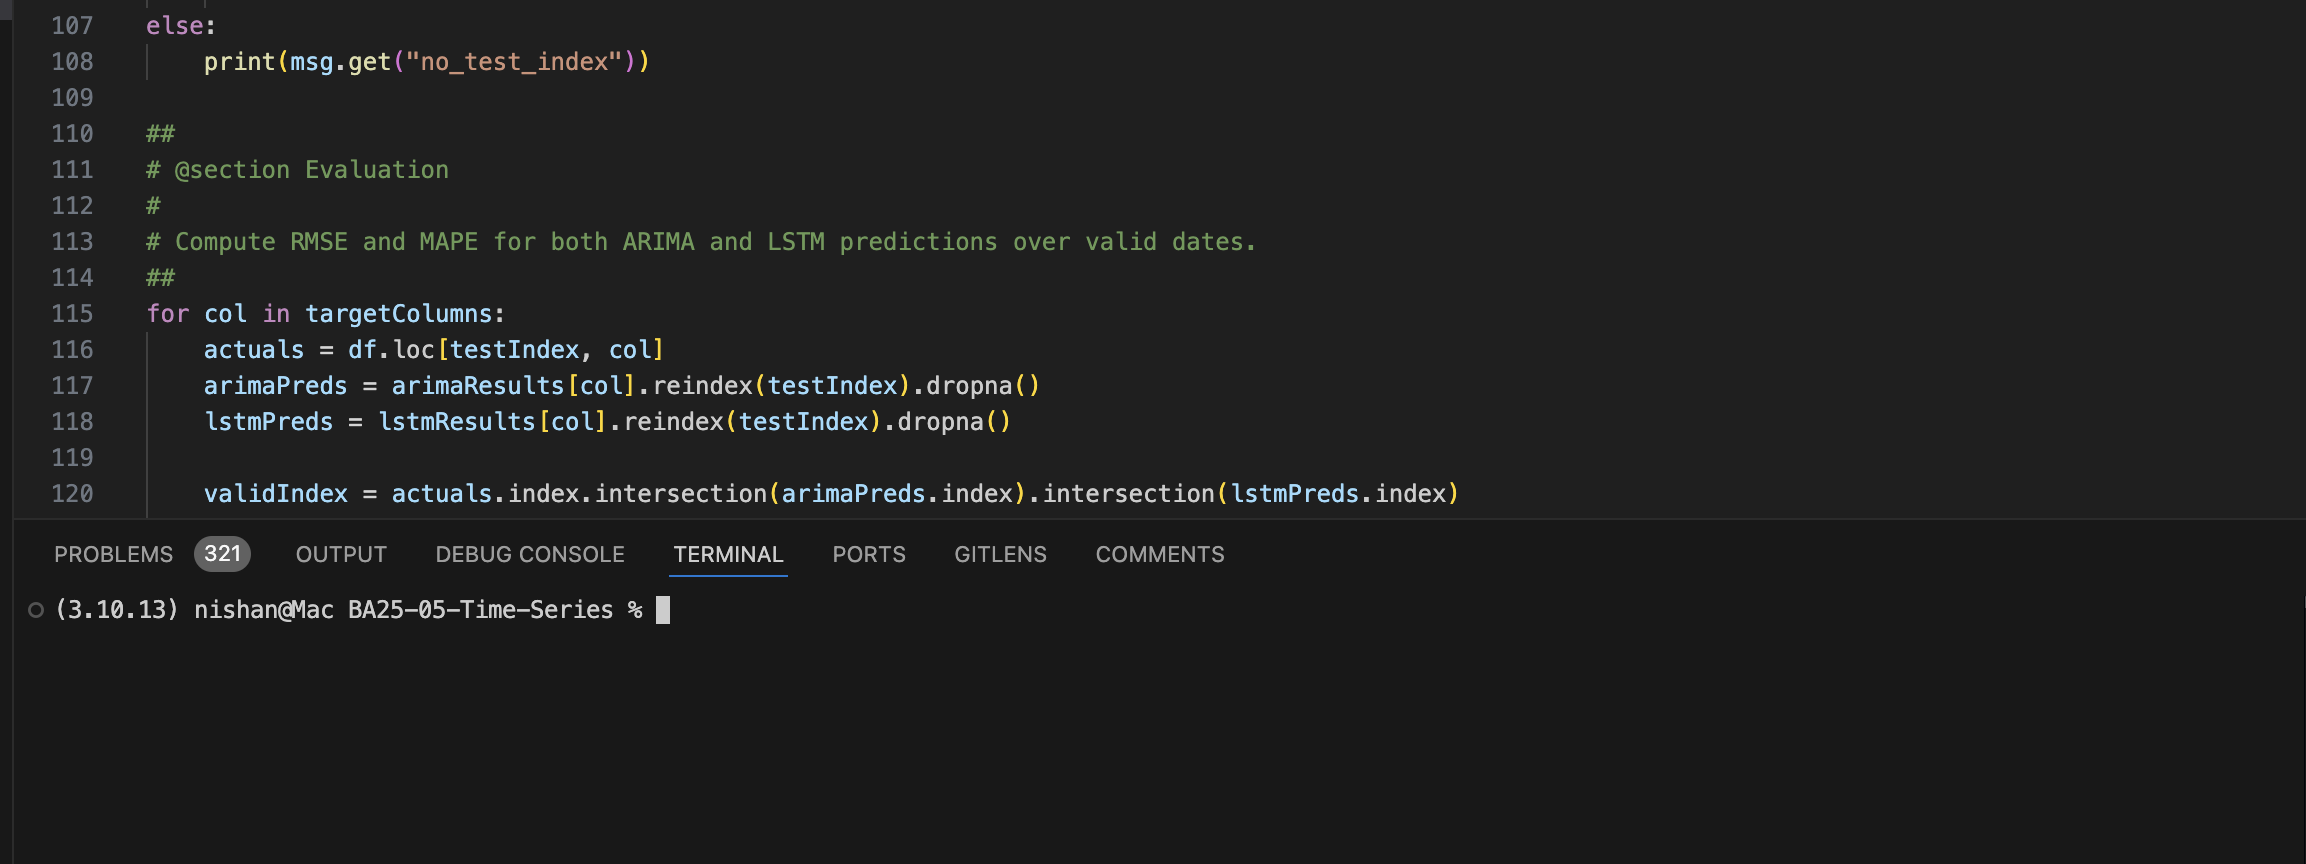 107 else:
108     print(msg.get("no_test_index"))
109
110 ##
111 # @section Evaluation
112 #
113 # Compute RMSE and MAPE for both ARIMA and LSTM predictions over valid dates.
114 ##
115 for col in targetColumns:
116     actuals = df.loc[testIndex, col]
117     arimaPreds = arimaResults[col].reindex(testIndex).dropna()
118     lstmPreds = lstmResults[col].reindex(testIndex).dropna()
119
120     validIndex = actuals.index.intersection(arimaPreds.index).intersection(lstmPreds.index)
PROBLEMS 321 OUTPUT DEBUG CONSOLE TERMINAL PORTS GITLENS COMMENTS
(3.10.13) nishan@Mac BA25-05-Time-Series %